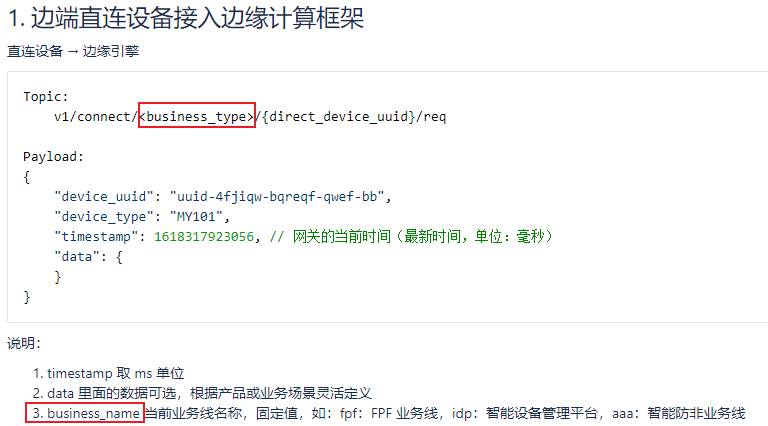 1. 边端直连设备接入边缘计算框架
直连设备 → 边缘引擎
Topic:
v1/connect/<business_type>/{direct_device_uuid}/req
Payload:
{
"device_uuid": "uuid-4fjiqw-bqreqf-qwef-bb",
"device_type": "MY101",
"timestamp": 1618317923056, // 网关的当前时间（最新时间，单位：毫秒）
"data": {
}
}
说明：
1. timestamp 取 ms 单位
2. data 里面的数据可选，根据产品或业务场景灵活定义
3. business_name 当前业务线名称，固定值，如：fpf：FPF 业务线，idp：智能设备管理平台，aaa：智能防非业务线